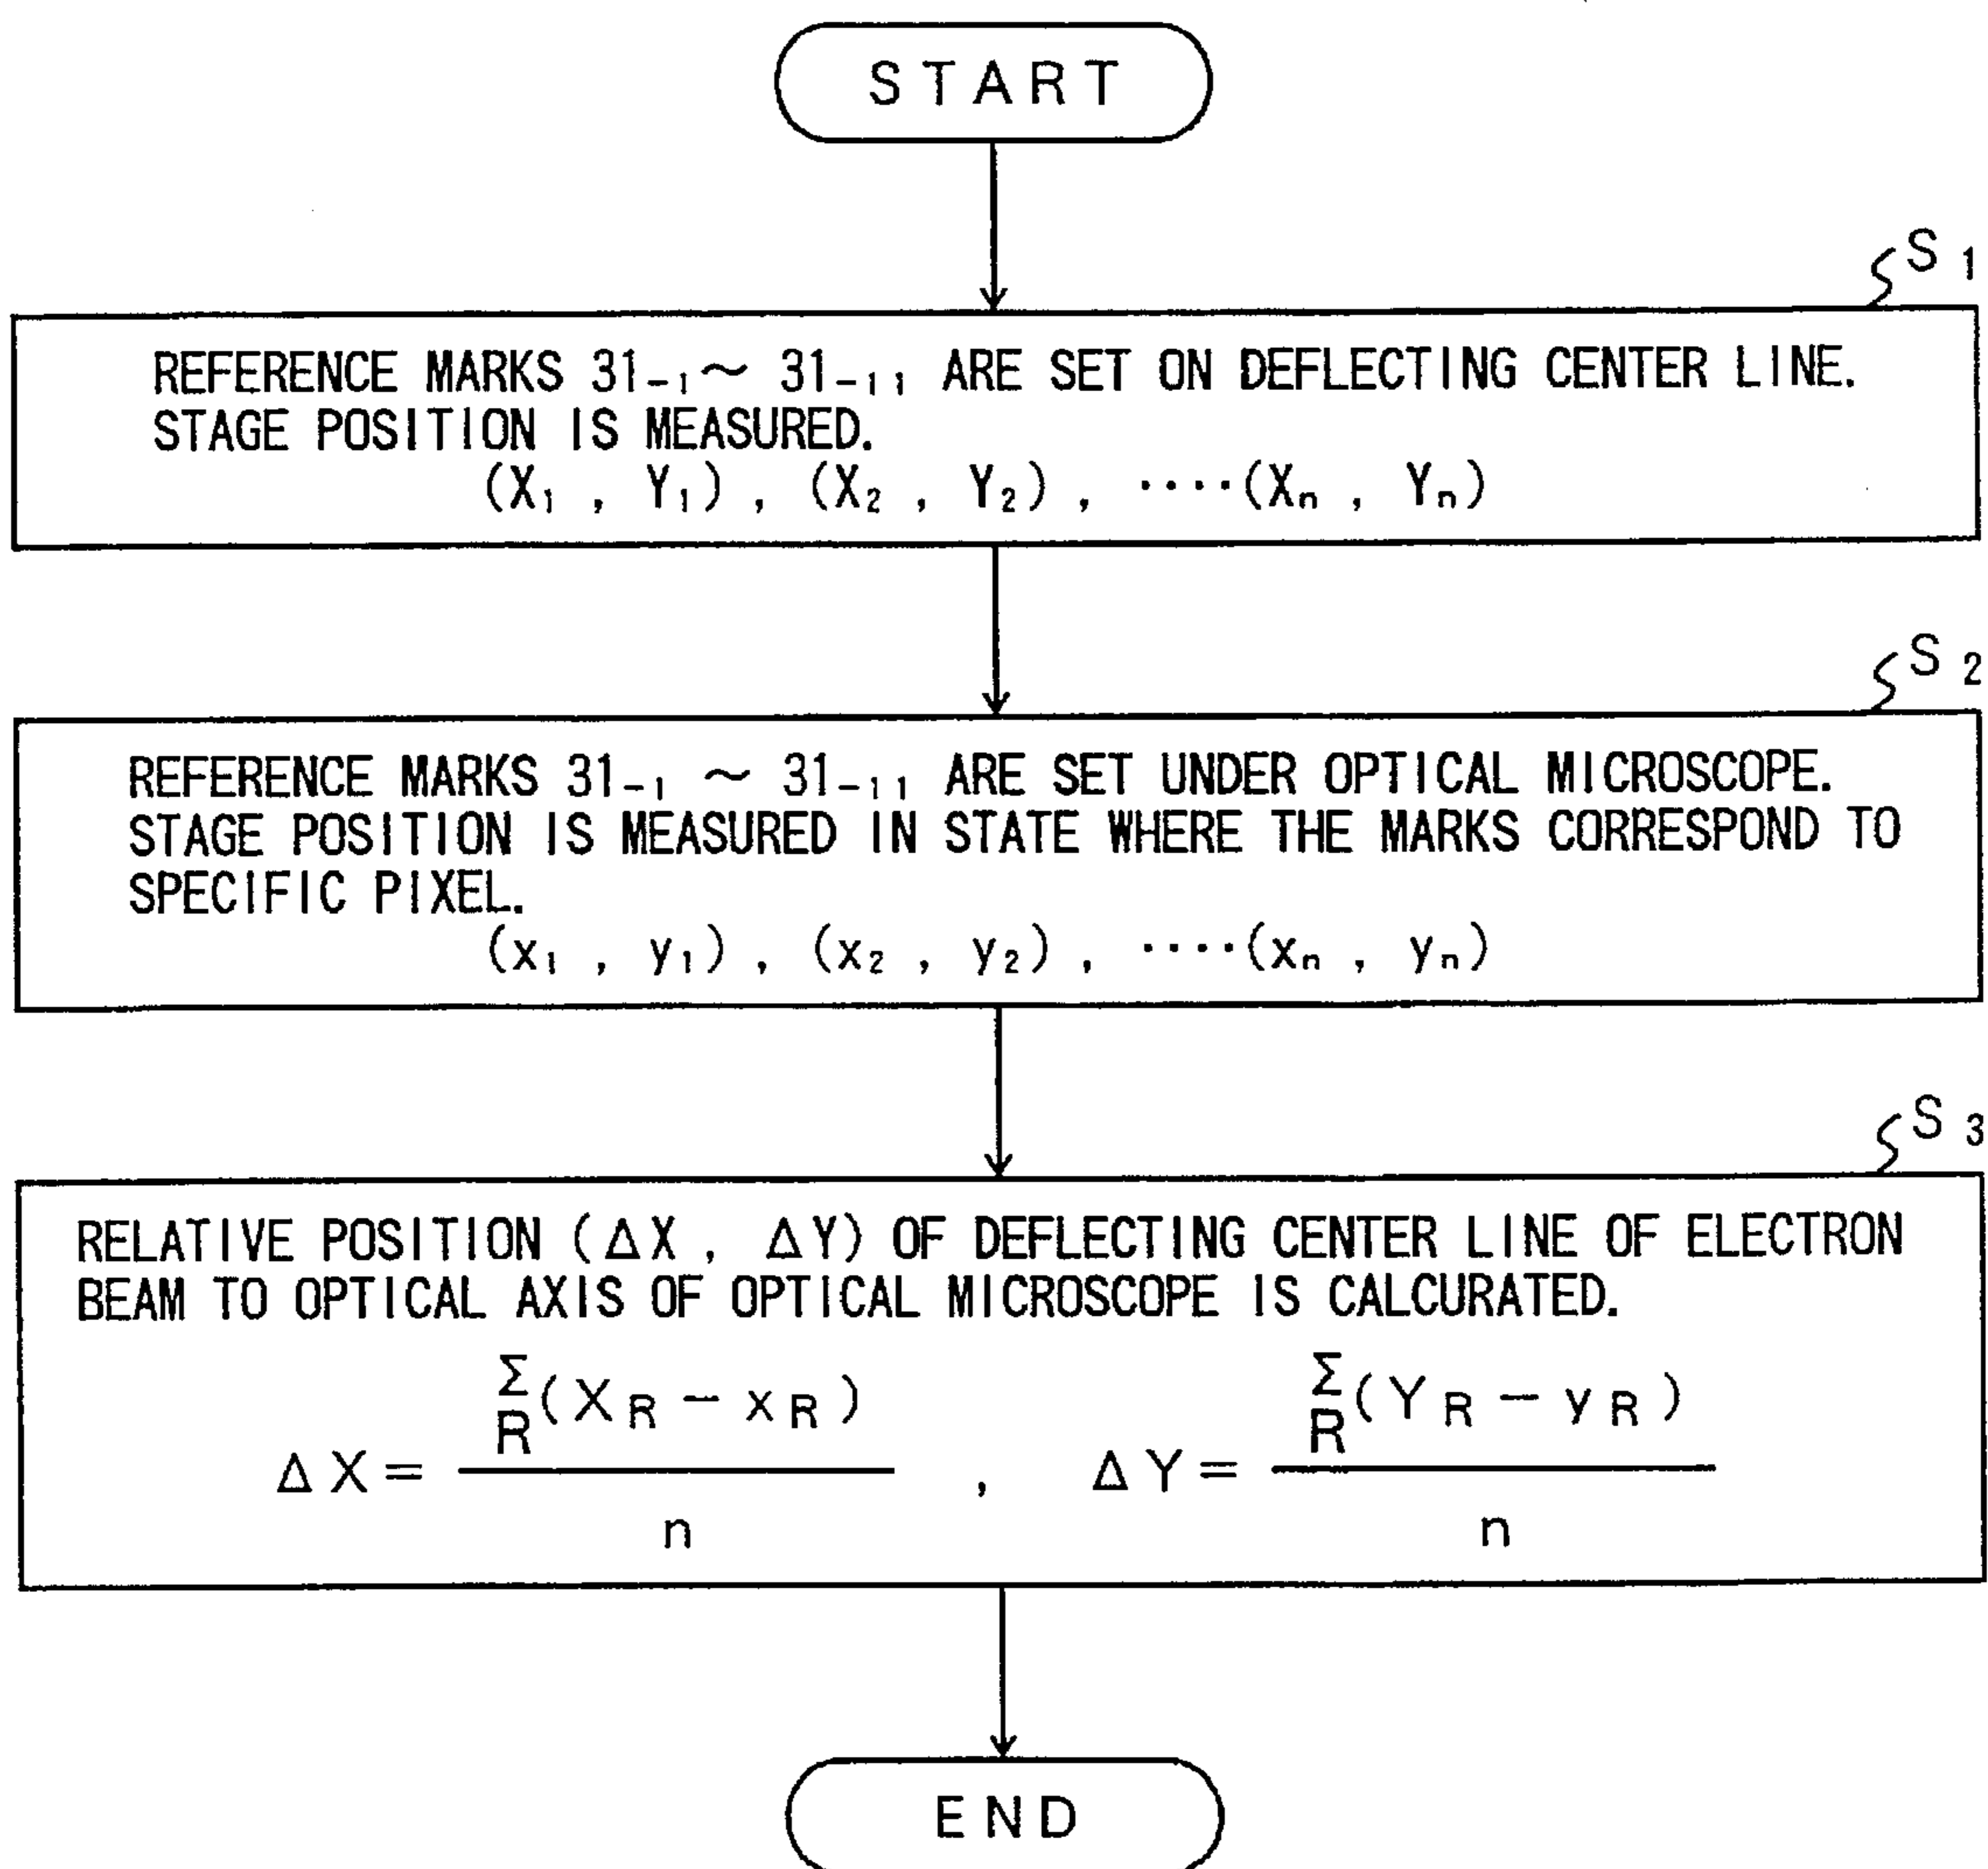 START
S1
REFERENCE MARKS 31-1 ~ 31-11 ARE SET ON DEFLECTING CENTER LINE.
STAGE POSITION IS MEASURED.
(X1 , Y1) , (X2 , Y2) , ····(Xn , Yn)
S2
REFERENCE MARKS 31-1 ~ 31-11 ARE SET UNDER OPTICAL MICROSCOPE.
STAGE POSITION IS MEASURED IN STATE WHERE THE MARKS CORRESPOND TO
SPECIFIC PIXEL.
(x1 , y1) , (x2 , y2) , ····(xn , yn)
S3
RELATIVE POSITION (ΔX , ΔY) OF DEFLECTING CENTER LINE OF ELECTRON
BEAM TO OPTICAL AXIS OF OPTICAL MICROSCOPE IS CALCURATED.
ΔX = Σ R (XR − xR) / n , ΔY = Σ R (YR − yR) / n
END